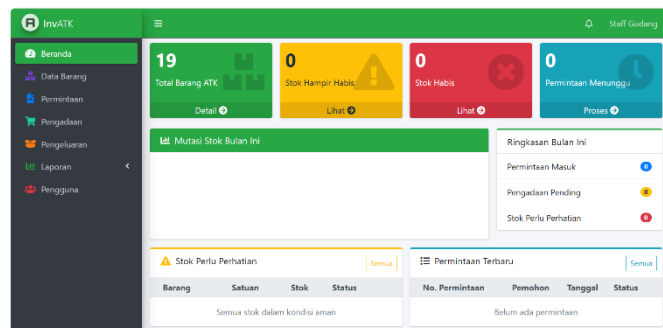 InvATK
Staff Gudang
Beranda
Data Barang
Permintaan
Pengadaan
Pengeluaran
Laporan
Pengguna
19
Total Barang ATK
Detail
0
Stok Hampir Habis
Lihat
0
Stok Habis
Lihat
0
Permintaan Menunggu
Proses
Mutasi Stok Bulan Ini
Ringkasan Bulan Ini
Permintaan Masuk 0
Pengadaan Pending 0
Stok Perlu Perhatian 0
Stok Perlu Perhatian Semua
Barang Satuan Stok Status
Semua stok dalam kondisi aman
Permintaan Terbaru Semua
No. Permintaan Pemohon Tanggal Status
Belum ada permintaan